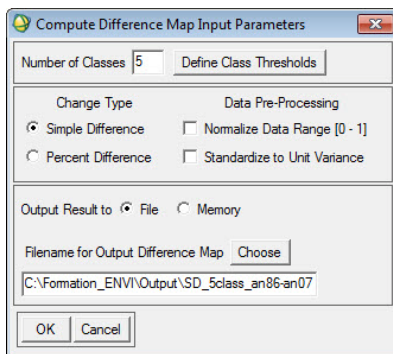 Compute Difference Map Input Parameters
Number of Classes 5 Define Class Thresholds
Change Type
Data Pre-Processing
Simple Difference
Normalize Data Range [0 - 1]
Percent Difference
Standardize to Unit Variance
Output Result to File Memory
Filename for Output Difference Map Choose
C:\Formation_ENVI\Output\SD_5class_an86-an07
OK Cancel